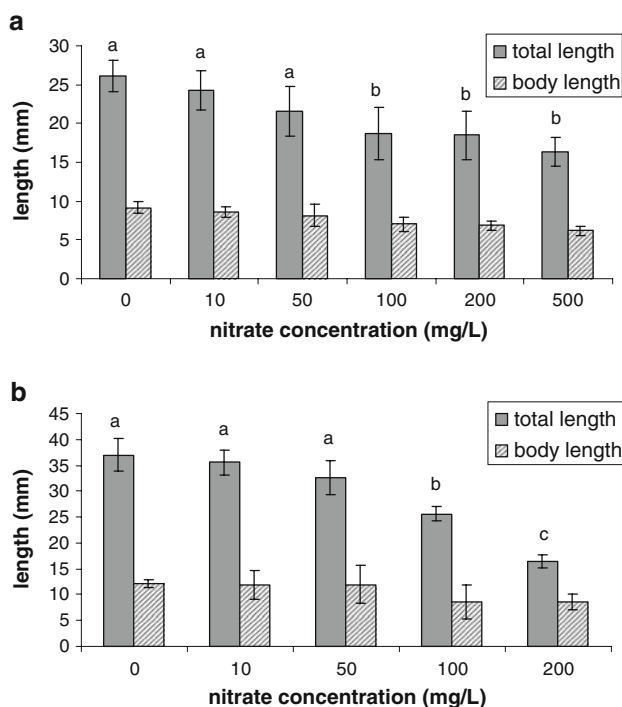 a
30
25
20
15
10
5
0
length (mm)
a
a
a
b
b
b
total length
body length
0 10 50 100 200 500
nitrate concentration (mg/L)
b
45
40
35
30
25
20
15
10
5
0
length (mm)
a
a
a
b
c
total length
body length
0 10 50 100 200
nitrate concentration (mg/L)